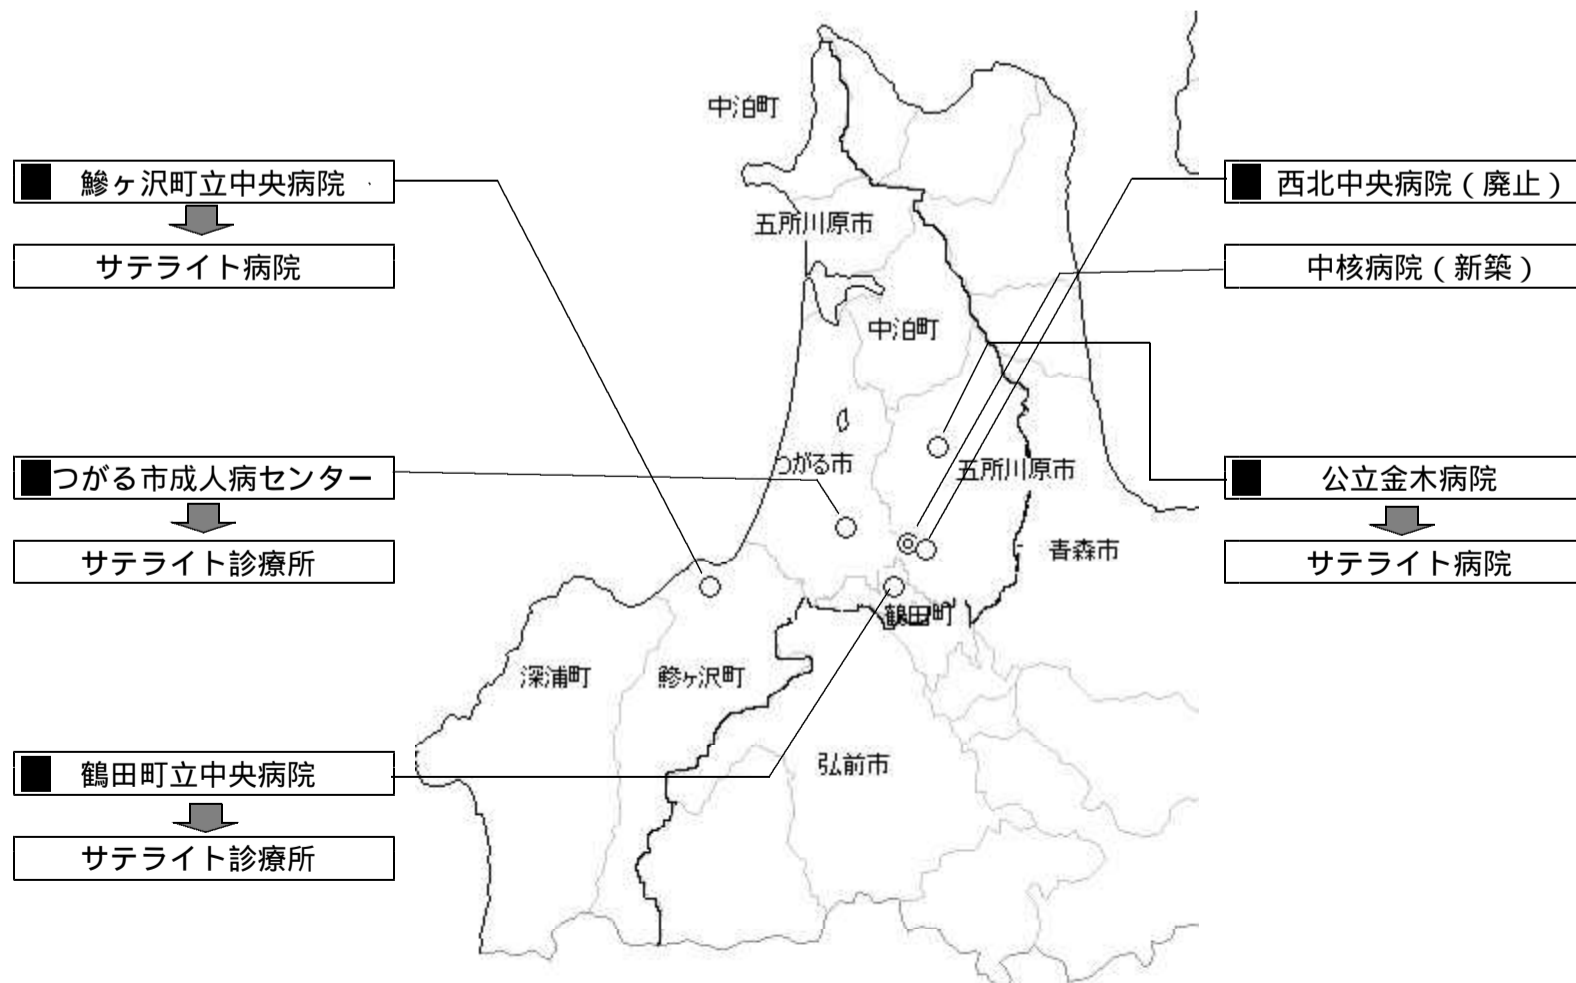 中泊町
■ 鰺ヶ沢町立中央病院
■ 西北中央病院（廃止）
五所川原市
サテライト病院
中核病院（新築）
中泊町
つがる市
五所川原市
■つがる市成人病センター
■ 公立金木病院
サテライト診療所
青森市
サテライト病院
鶴田町
深浦町
鰺ヶ沢町
弘前市
■ 鶴田町立中央病院
サテライト診療所